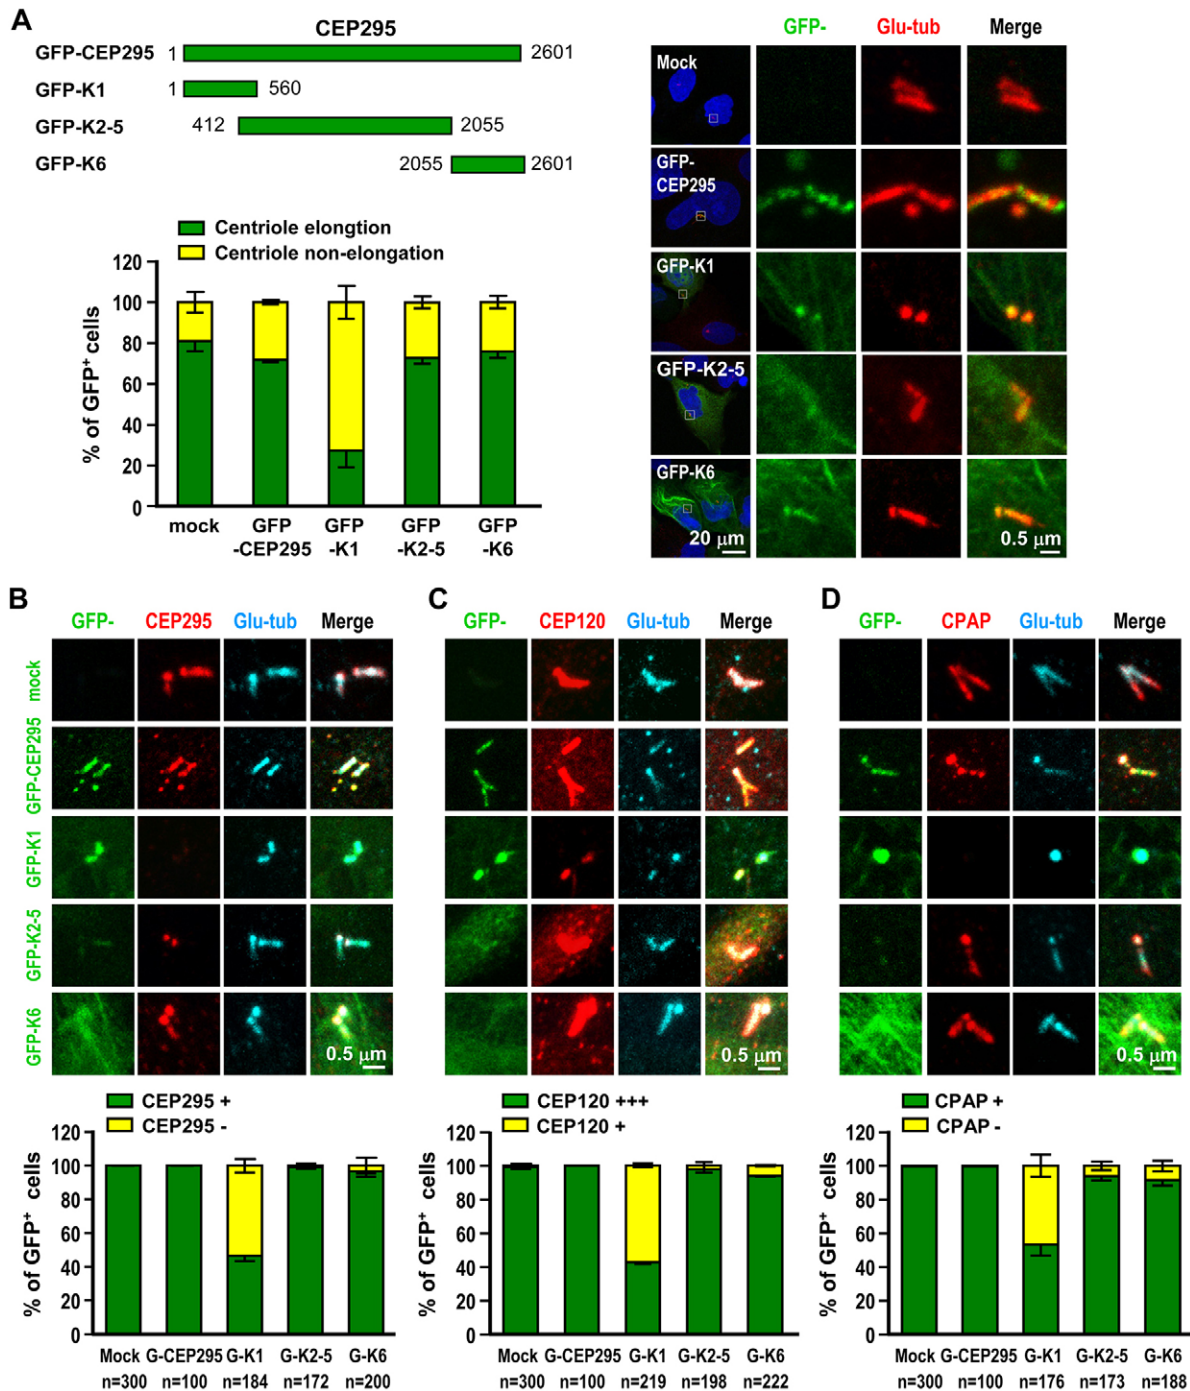 A
CEP295
GFP-CEP295 1 2601
GFP-K1 1 560
GFP-K2-5 412 2055
GFP-K6 2055 2601
Centriole elongtion
Centriole non-elongation
% of GFP+ cells
120
100
80
60
40
20
0
mock GFP GFP GFP GFP
-CEP295 -K1 -K2-5 -K6
GFP- Glu-tub Merge
Mock
GFP-
CEP295
GFP-K1
GFP-K2-5
GFP-K6
20 µm 0.5 µm
B
GFP- CEP295 Glu-tub Merge
mock
GFP-CEP295
GFP-K1
GFP-K2-5
GFP-K6
0.5 µm
CEP295 +
CEP295 -
% of GFP+ cells
120
100
80
60
40
20
0
Mock G-CEP295 G-K1 G-K2-5 G-K6
n=300 n=100 n=184 n=172 n=200
C
GFP- CEP120 Glu-tub Merge
0.5 µm
CEP120 +++
CEP120 +
% of GFP+ cells
120
100
80
60
40
20
0
Mock G-CEP295 G-K1 G-K2-5 G-K6
n=300 n=100 n=219 n=198 n=222
D
GFP- CPAP Glu-tub Merge
0.5 µm
CPAP +
CPAP -
% of GFP+ cells
120
100
80
60
40
20
0
Mock G-CEP295 G-K1 G-K2-5 G-K6
n=300 n=100 n=176 n=173 n=188